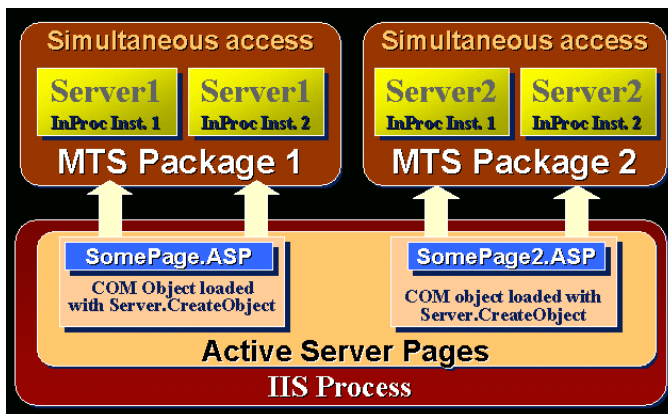 Simultaneous access
Server1
InProc Inst. 1
Server1
InProc Inst. 2
MTS Package 1
Simultaneous access
Server2
InProc Inst. 1
Server2
InProc Inst. 2
MTS Package 2
SomePage.ASP
COM Object loaded
with Server.CreateObject
SomePage2.ASP
COM object loaded with
Server.CreateObject
Active Server Pages
IIS Process